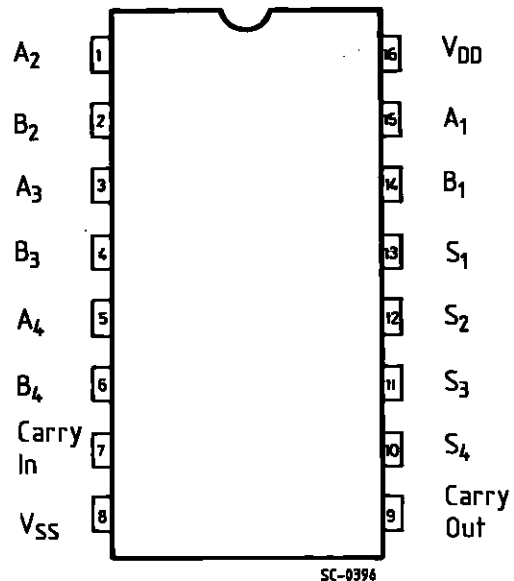 A2 1 16 VDD
B2 2 15 A1
A3 3 14 B1
B3 4 13 S1
A4 5 12 S2
B4 6 11 S3
Carry In 7 10 S4
VSS 8 9 Carry Out
SC-0396